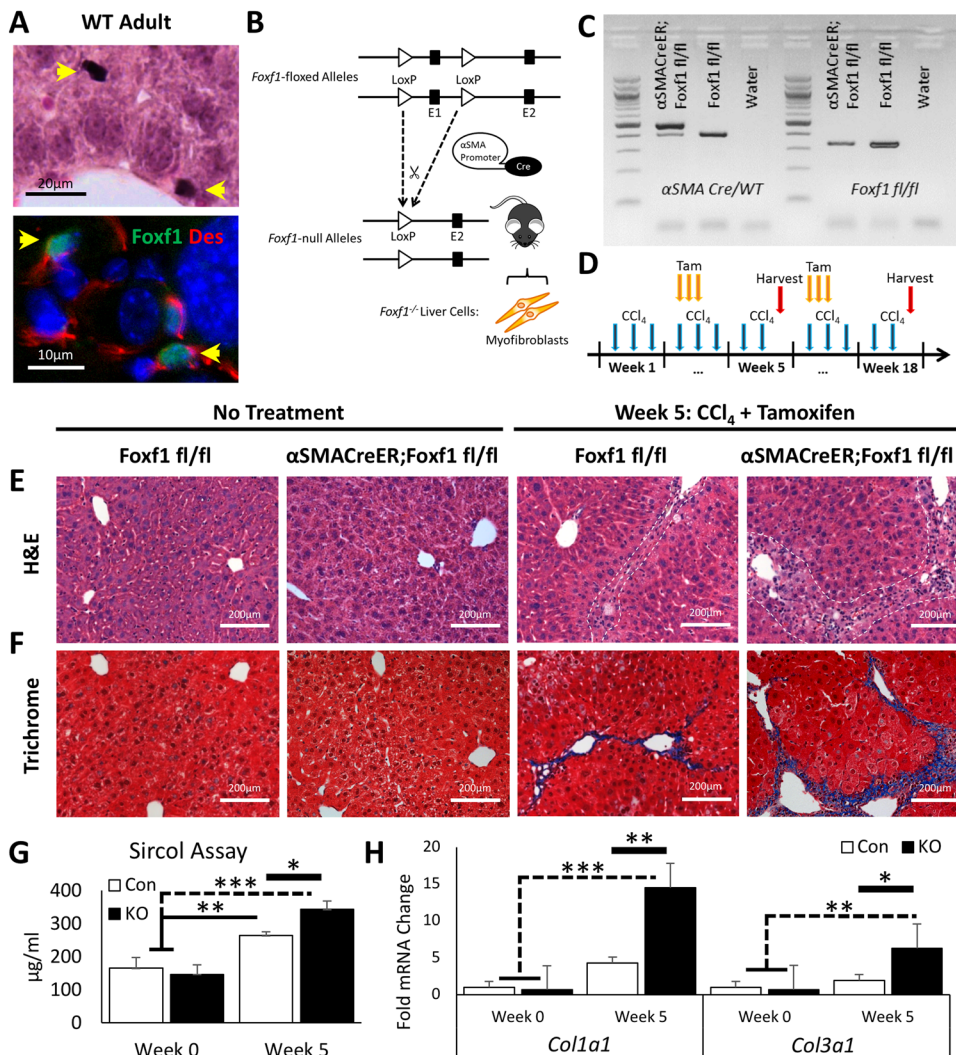 A
WT Adult
20μm
Foxf1 Des
10μm
B
Foxf1-floxed Alleles
LoxP
LoxP
E1
E2
αSMA
Promoter
Cre
Foxf1-null Alleles
LoxP
E2
Foxf1-/- Liver Cells:
Myofibroblasts
C
αSMACreER;
Foxf1 fl/fl
Foxf1 fl/fl
Water
αSMACreER;
Foxf1 fl/fl
Foxf1 fl/fl
Water
αSMA Cre/WT
Foxf1 fl/fl
D
Tam
Harvest
Tam
Harvest
CCl4
CCl4
CCl4
CCl4
CCl4
Week 1
...
Week 5
...
Week 18
No Treatment
Week 5: CCl4 + Tamoxifen
Foxf1 fl/fl
αSMACreER;Foxf1 fl/fl
Foxf1 fl/fl
αSMACreER;Foxf1 fl/fl
E
H&E
200μm
200μm
200μm
200μm
F
Trichrome
200μm
200μm
200μm
200μm
G
Sircol Assay
Con
KO
***
**
*
μg/ml
400
300
200
100
0
Week 0
Week 5
H
Con
KO
Fold mRNA Change
20
15
10
5
0
***
**
**
*
Week 0
Week 5
Week 0
Week 5
Col1a1
Col3a1